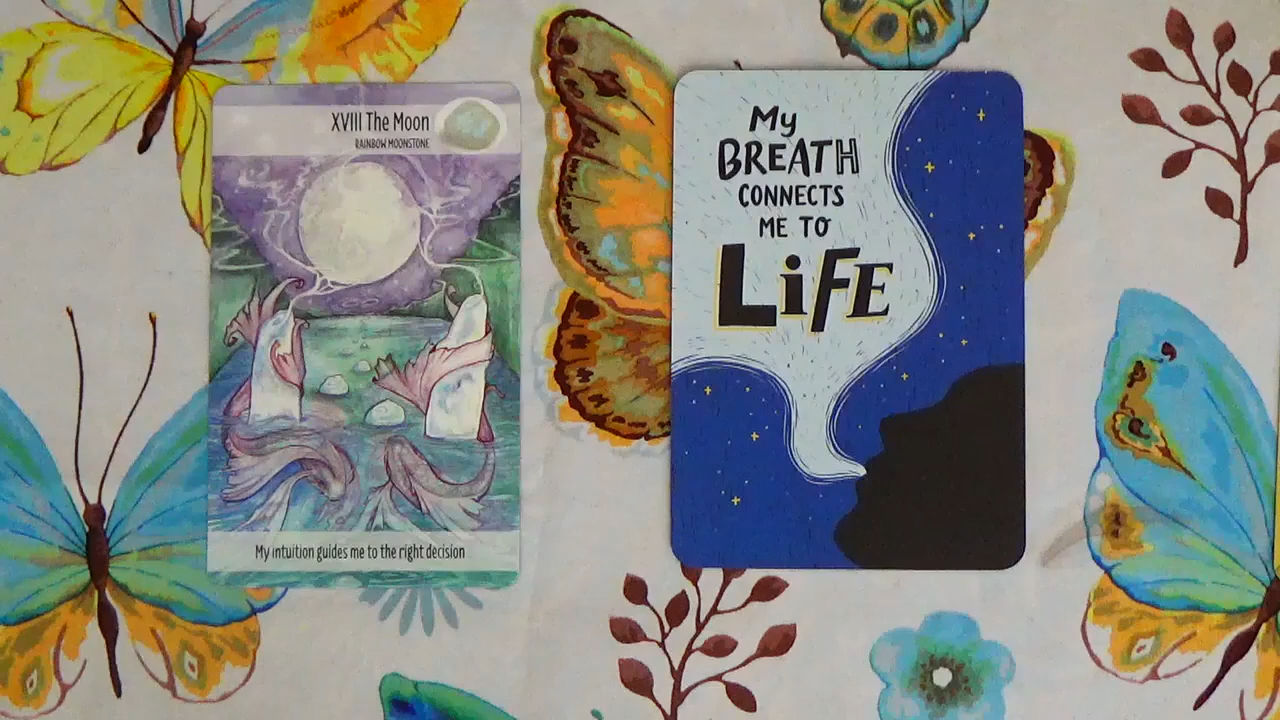 XVIII The Moon
RAINBOW MOONSTONE
My intuition guides me to the right decision
My
BREATH
CONNECTS
ME TO
LiFE